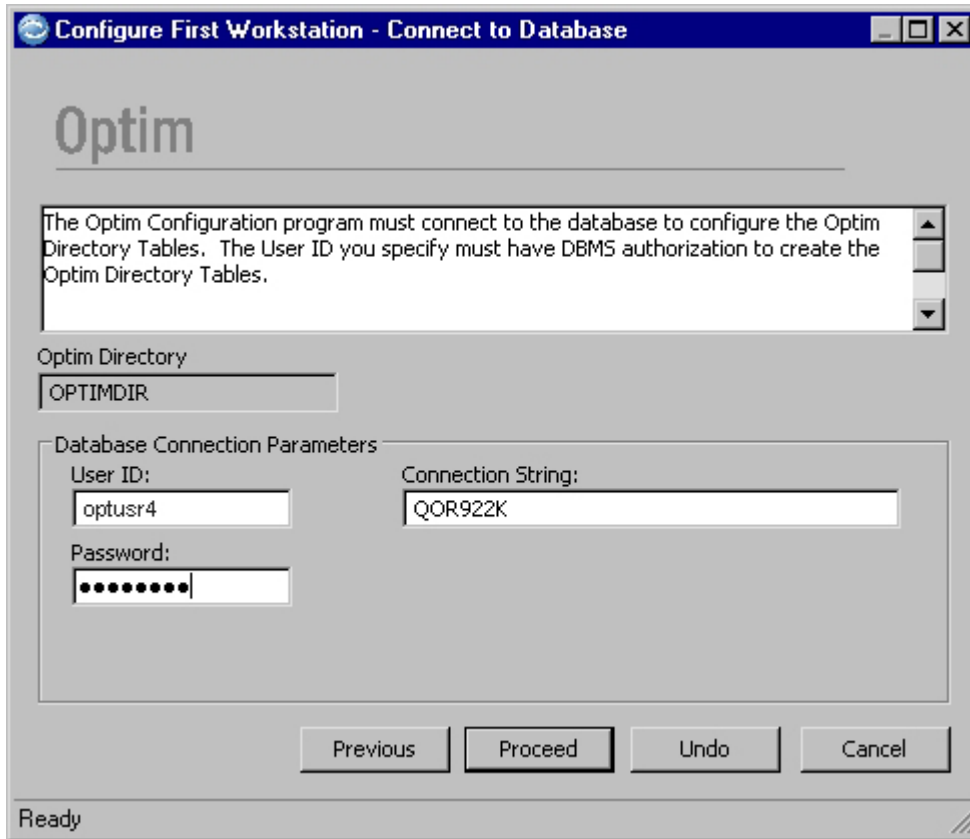 Configure First Workstation - Connect to Database
Optim
The Optim Configuration program must connect to the database to configure the Optim
Directory Tables.  The User ID you specify must have DBMS authorization to create the
Optim Directory Tables.
Optim Directory
OPTIMDIR
Database Connection Parameters
User ID:
Connection String:
optusr4
QOR922K
Password:
●●●●●●●●
Previous
Proceed
Undo
Cancel
Ready